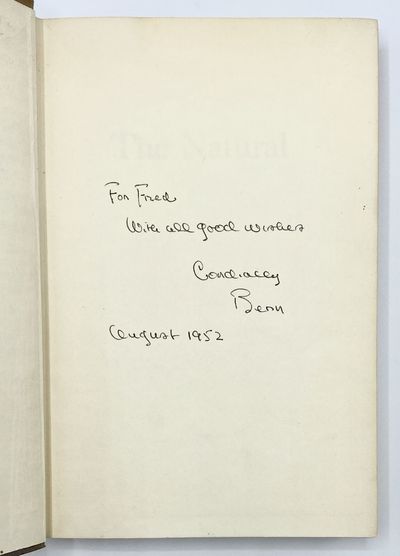 The Natural
For Fred
With all good wishes
Cordially
Bern
August 1952